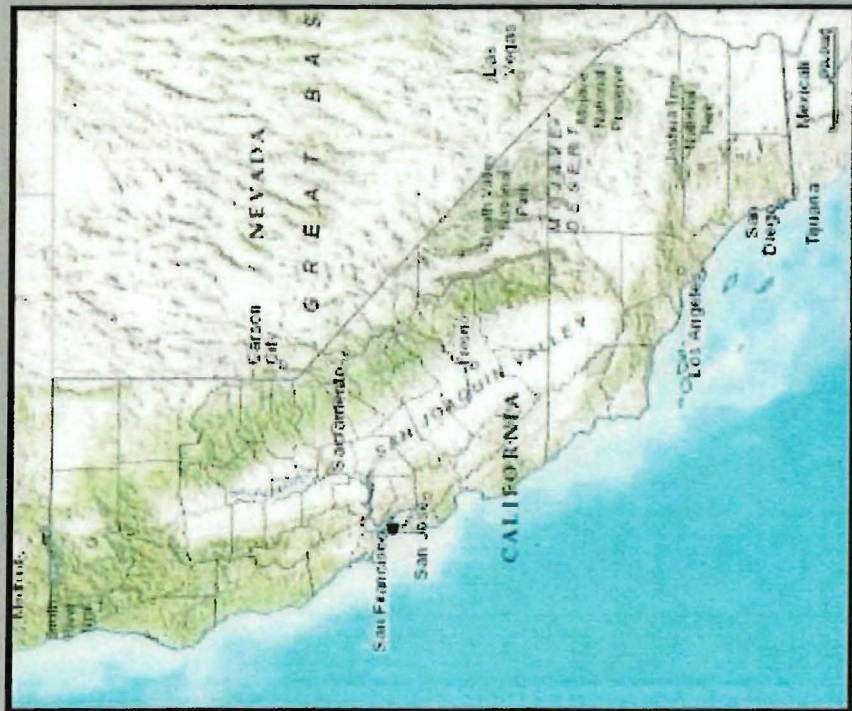 Medford
NEVADA
GREAT BAS
Carson
City
Las
Vegas
Sacramento
San Francisco
San Jose
Fresno
SAN JOAQUIN VALLEY
CALIFORNIA
Death Valley
National
Park
MOJAVE
DESERT
Mojave
National
Preserve
Joshua Tree
National
Park
Los Angeles
San
Diego
Tijuana
Mexicali